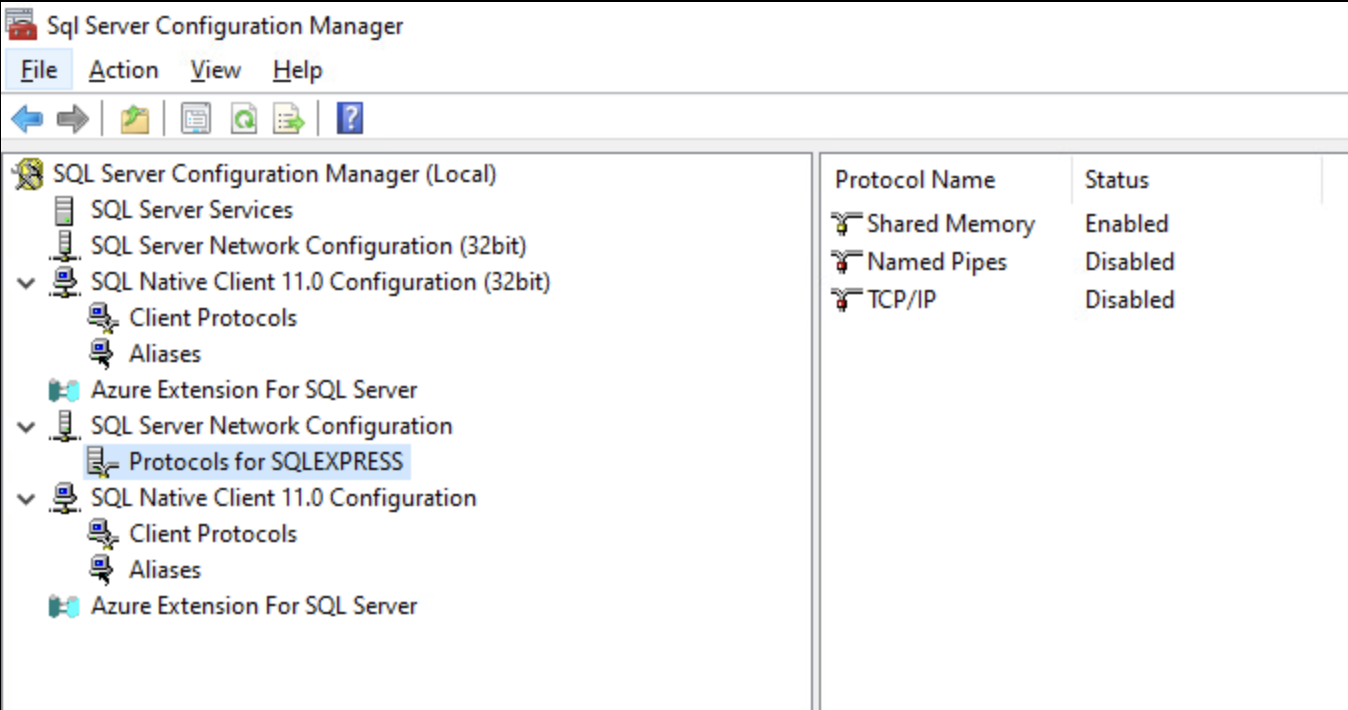 Sql Server Configuration Manager
File Action View Help
?
SQL Server Configuration Manager (Local)
SQL Server Services
SQL Server Network Configuration (32bit)
SQL Native Client 11.0 Configuration (32bit)
Client Protocols
Aliases
Azure Extension For SQL Server
SQL Server Network Configuration
Protocols for SQLEXPRESS
SQL Native Client 11.0 Configuration
Client Protocols
Aliases
Azure Extension For SQL Server
Protocol Name Status
Shared Memory Enabled
Named Pipes Disabled
TCP/IP Disabled